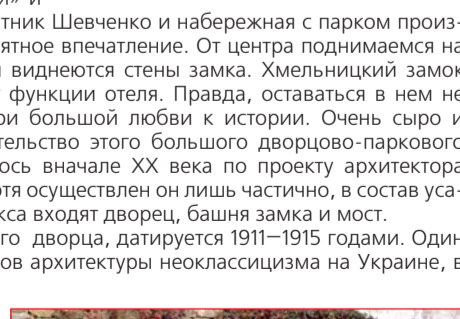 и
тник Шевченко и набережная с парком произ-
ятное впечатление. От центра поднимаемся на
виднеются стены замка. Хмельницкий замок
функции отеля. Правда, оставаться в нем не
ри большой любви к истории. Очень сыро и
тельство этого большого дворцово-паркового
ось вначале XX века по проекту архитектора
отя осуществлен он лишь частично, в состав уса-
кса входят дворец, башня замка и мост.
го дворца, датируется 1911—1915 годами. Один
ов архитектуры неоклассицизма на Украине, в